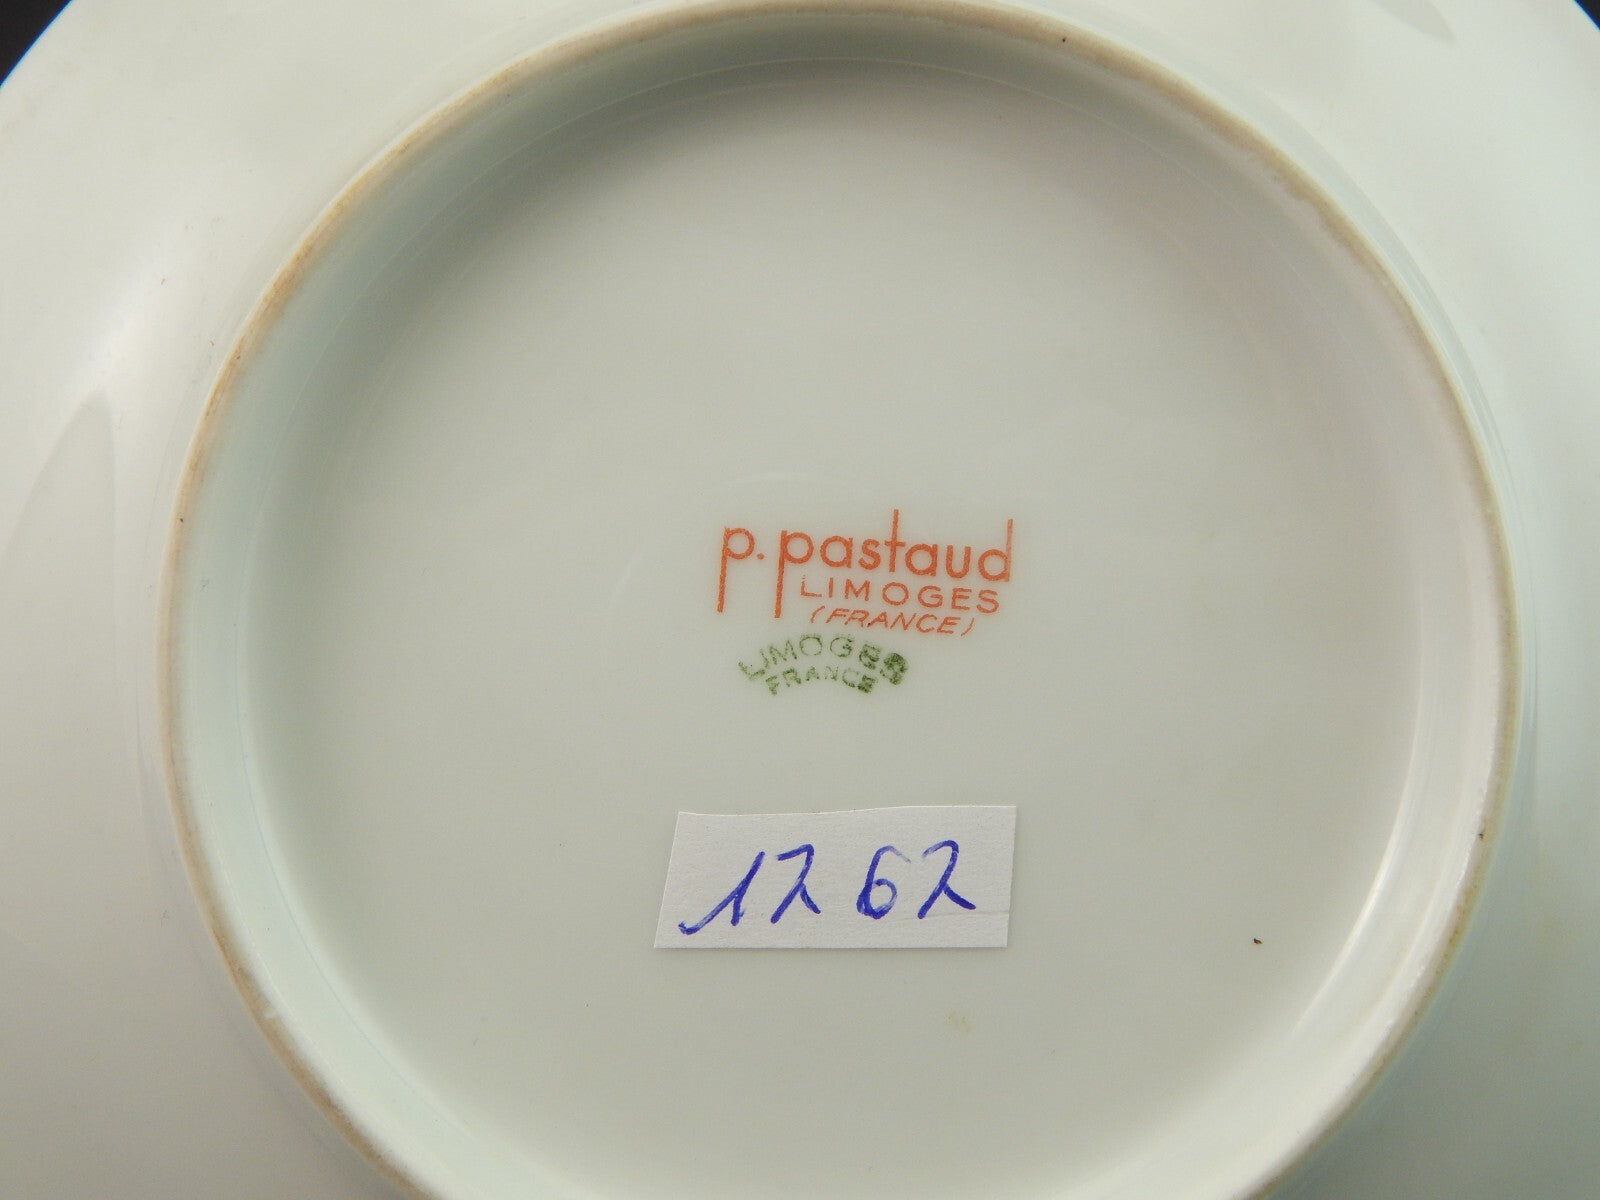 p. pastaud
LIMOGES
(FRANCE)
LIMOGES
FRANCE
1262